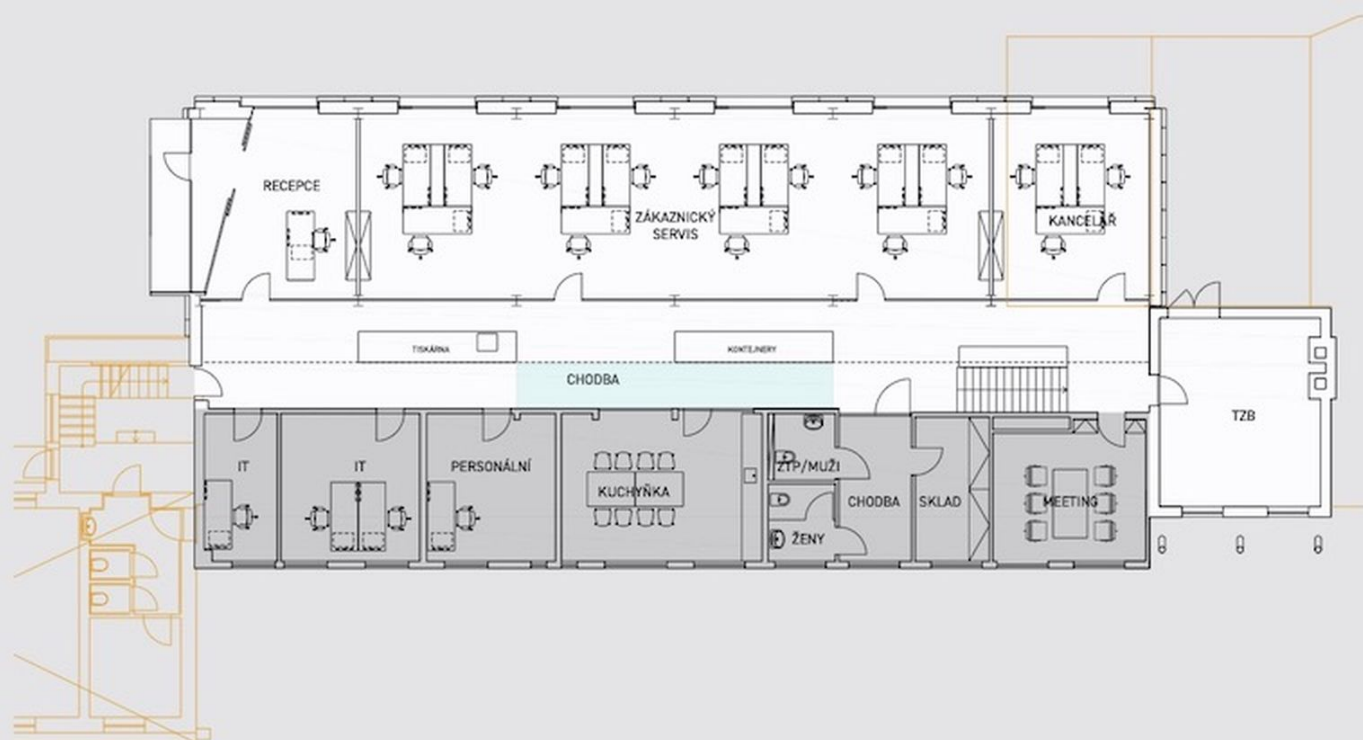 RECEPCE
ZÁKAZNICKÝ
SERVIS
KANCELÁŘ
TISKÁRNA
KONTEJNERY
CHODBA
TZB
IT
IT
PERSONÁLNÍ
KUCHYŇKA
ZTP/MUŽI
ŽENY
CHODBA
SKLAD
MEETING